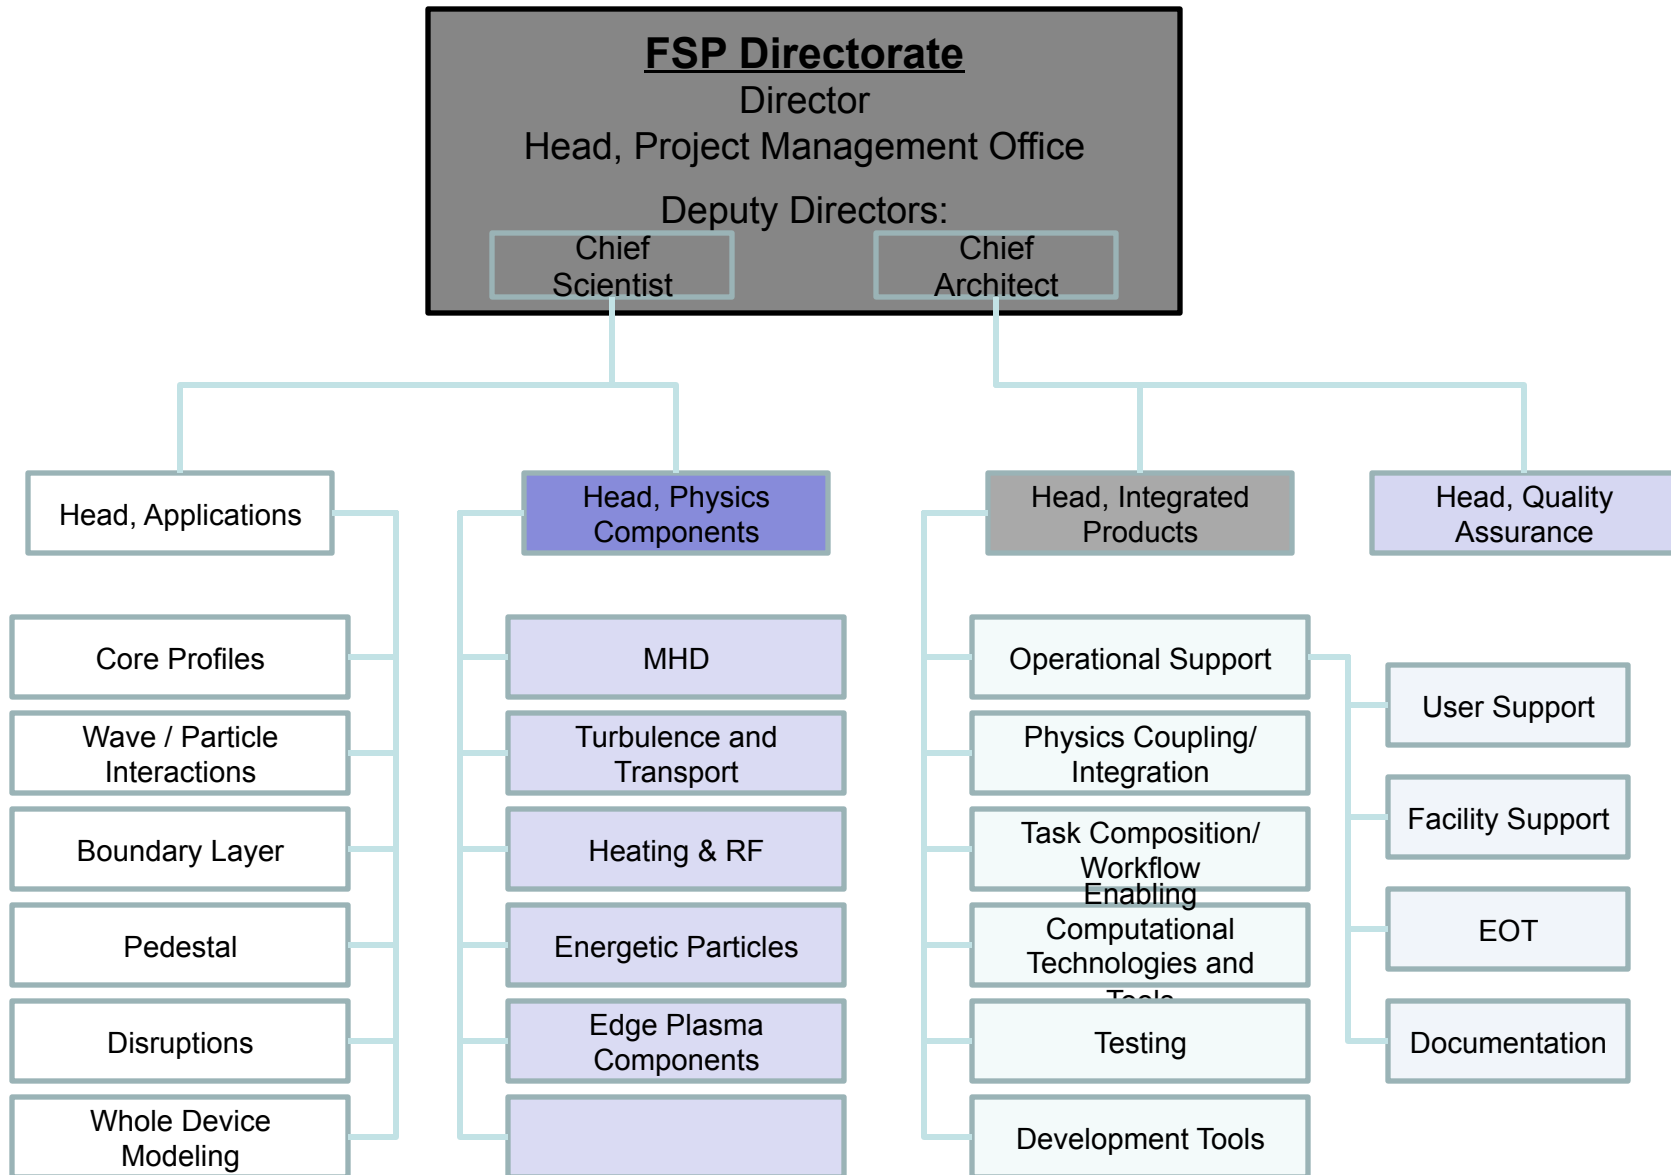 FSP Directorate
Director
Head, Project Management Office
Deputy Directors:
Chief
Scientist
Chief
Architect
Head, Applications
Head, Physics
Components
Head, Integrated
Products
Head, Quality
Assurance
Core Profiles
Wave / Particle
Interactions
Boundary Layer
Pedestal
Disruptions
Whole Device
Modeling
MHD
Turbulence and
Transport
Heating & RF
Energetic Particles
Edge Plasma
Components
Operational Support
Physics Coupling/
Integration
Task Composition/
Workflow
Enabling
Computational
Technologies and
Tools
Testing
Development Tools
User Support
Facility Support
EOT
Documentation